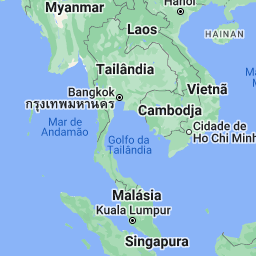 Myanmar
Hanói
Laos
HAINAN
Tailândia
Bangkok
กรุงเทพมหานคร
Vietnã
Cambodja
Mar de
Andamão
Cidade de
Ho Chi Minh
Golfo da
Tailândia
Malásia
Kuala Lumpur
Singapura